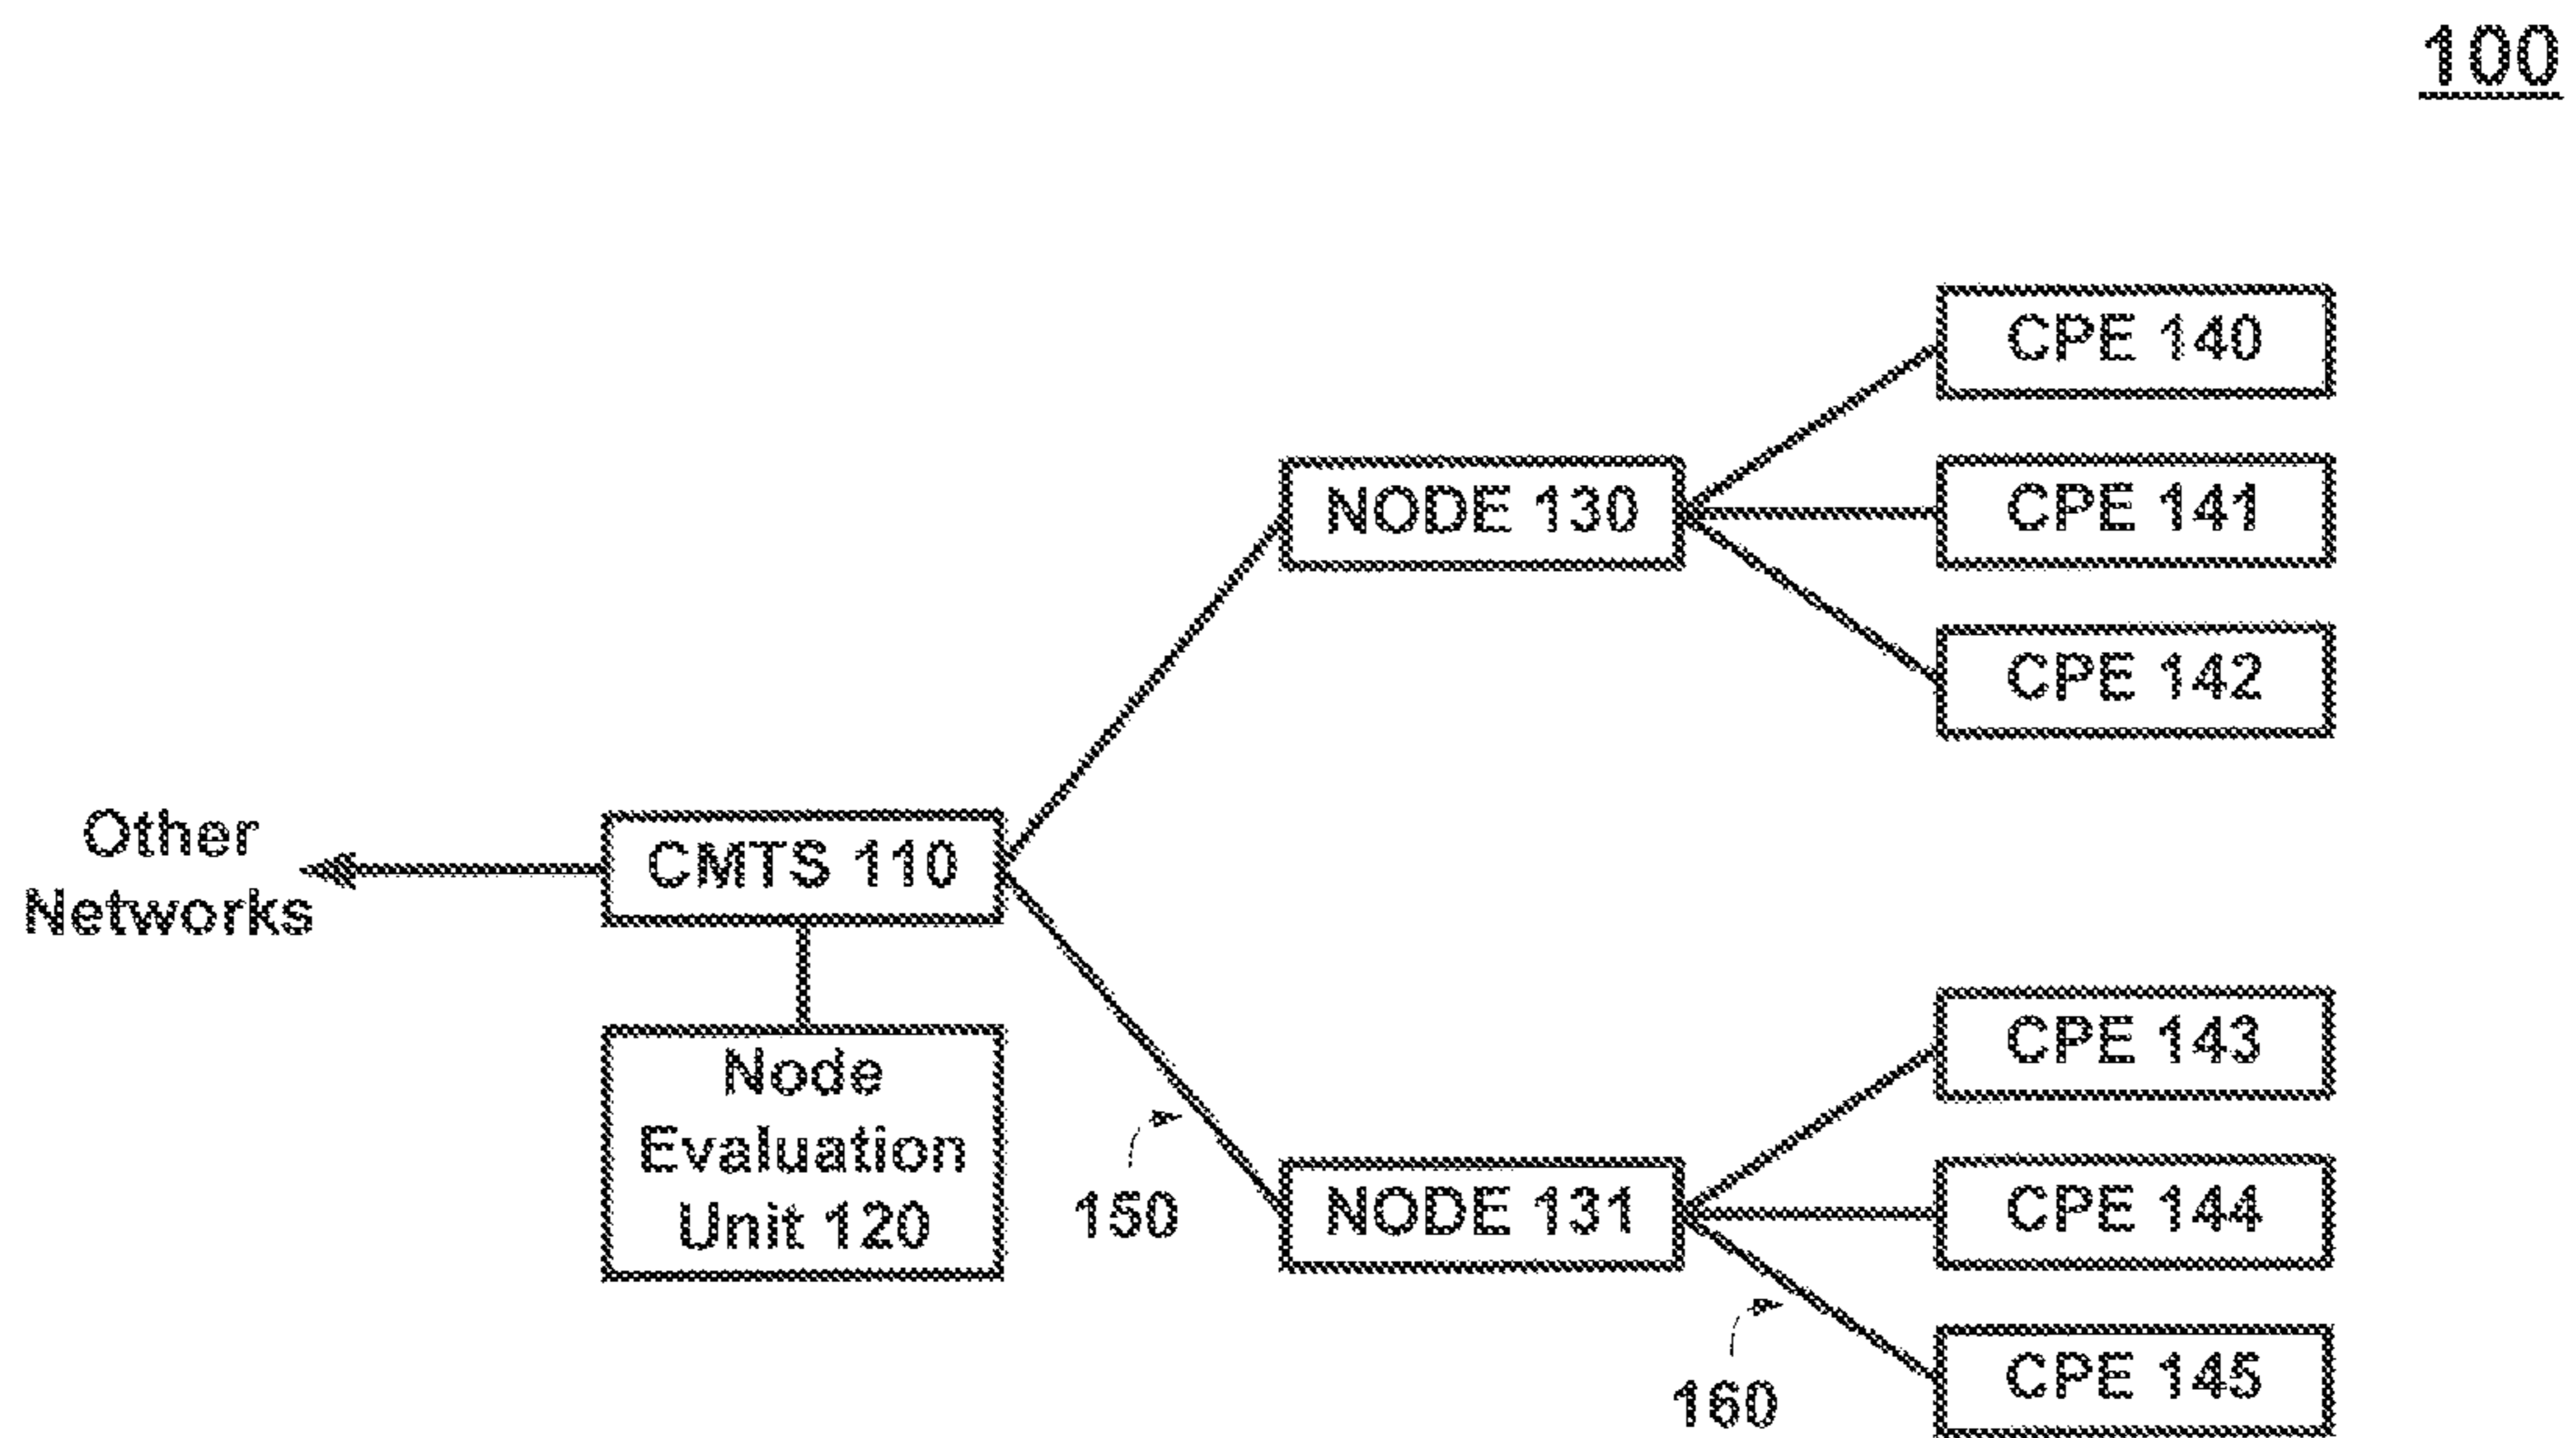 100
CPE 140
NODE 130
CPE 141
CPE 142
Other
Networks
CMTS 110
Node
Evaluation
Unit 120
150
NODE 131
CPE 143
CPE 144
160
CPE 145